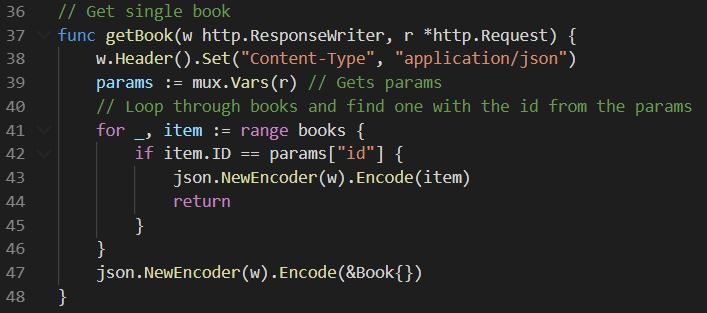 36 // Get single book
37 func getBook(w http.ResponseWriter, r *http.Request) {
38     w.Header().Set("Content-Type", "application/json")
39     params := mux.Vars(r) // Gets params
40     // Loop through books and find one with the id from the params
41     for _, item := range books {
42         if item.ID == params["id"] {
43             json.NewEncoder(w).Encode(item)
44             return
45         }
46     }
47     json.NewEncoder(w).Encode(&Book{})
48 }